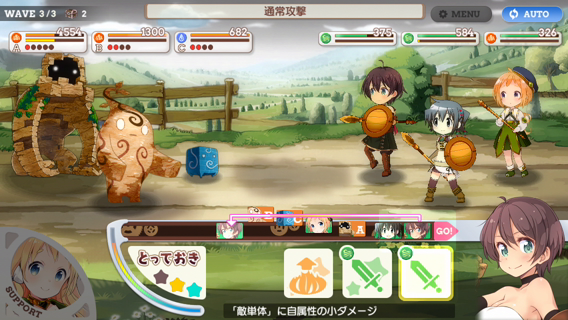 WAVE 3/3 2
通常攻撃
MENU
AUTO
4554
1300
682
375
584
326
A
B
C
B
C
A
GO!
とっておき
SUPPORT
「敵単体」に自属性の小ダメージ